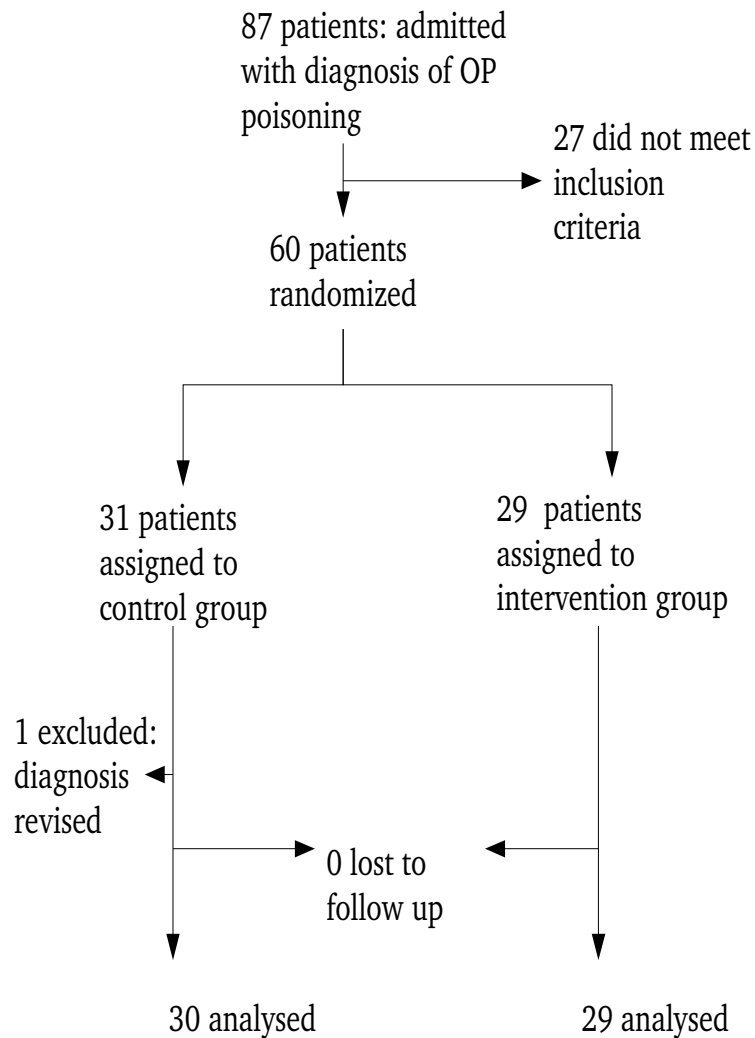 87 patients: admitted
with diagnosis of OP
poisoning
27 did not meet
inclusion
criteria
60 patients
randomized
31 patients
assigned to
control group
29 patients
assigned to
intervention group
1 excluded:
diagnosis
revised
0 lost to
follow up
30 analysed
29 analysed